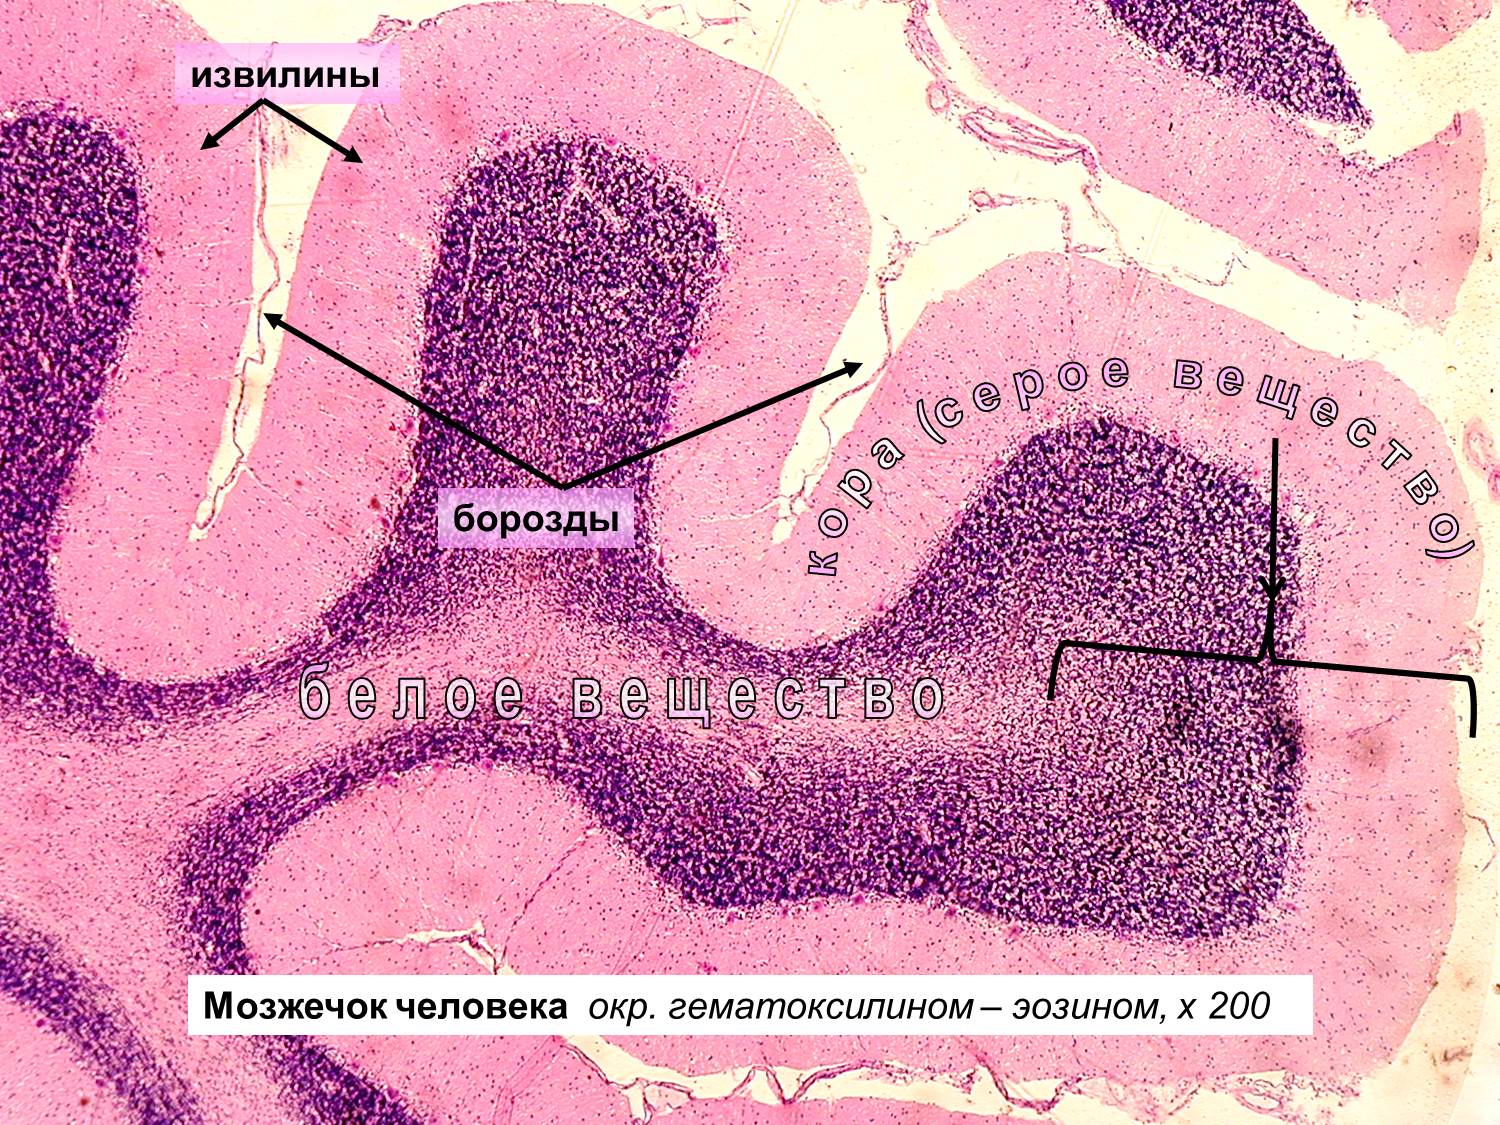 извилины
кора (серое вещество)
борозды
белое вещество
Мозжечок человека окр. гематоксилином – эозином, х 200